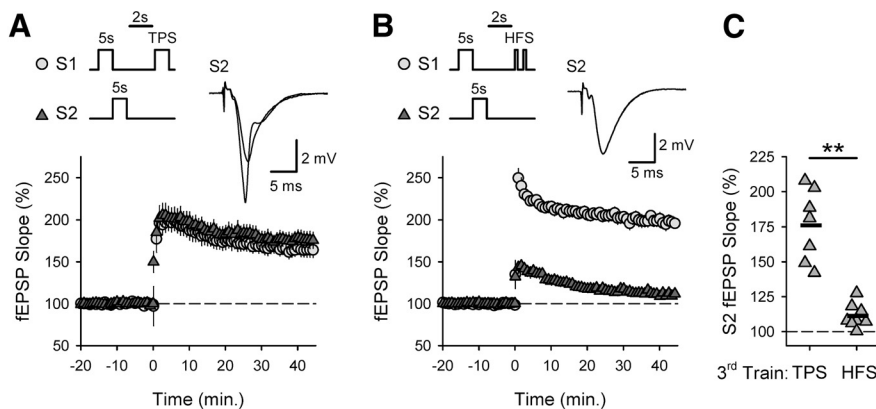 A
2s
5s
TPS
S1
5s
S2
S2
2 mV
5 ms
fEPSP Slope (%)
250
200
150
100
50
-20
-10
0
10
20
30
40
Time (min.)
B
2s
5s
HFS
S1
5s
S2
S2
2 mV
5 ms
fEPSP Slope (%)
250
200
150
100
50
-20
-10
0
10
20
30
40
Time (min.)
C
**
S2 fEPSP Slope (%)
225
200
175
150
125
100
3rd Train: TPS HFS